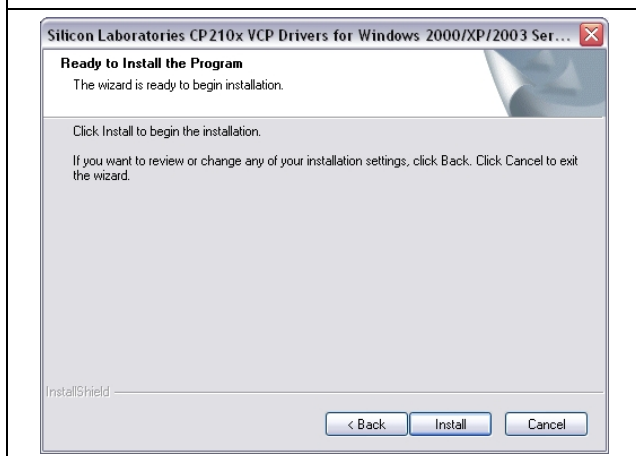 Silicon Laboratories CP210x VCP Drivers for Windows 2000/XP/2003 Ser...
Ready to Install the Program
The wizard is ready to begin installation.
Click Install to begin the installation.
If you want to review or change any of your installation settings, click Back. Click Cancel to exit
the wizard.
InstallShield
< Back Install Cancel